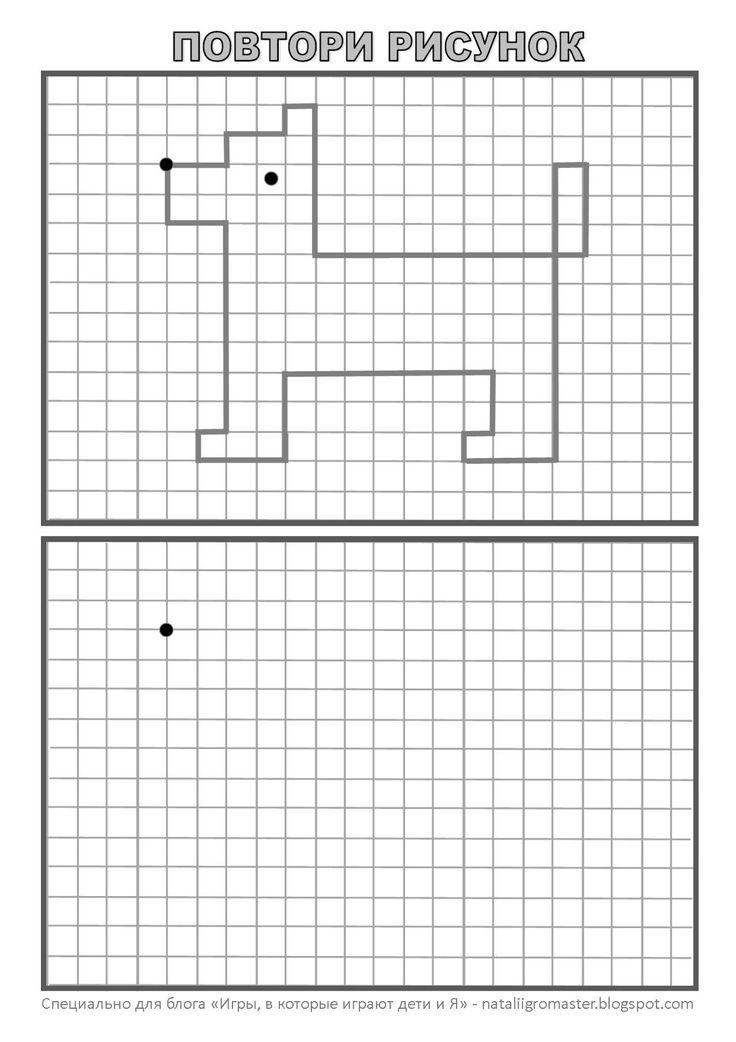 ПОВТОРИ РИСУНОК
Специально для блога «Игры, в которые играют дети и Я» - nataliigromaster.blogspot.com